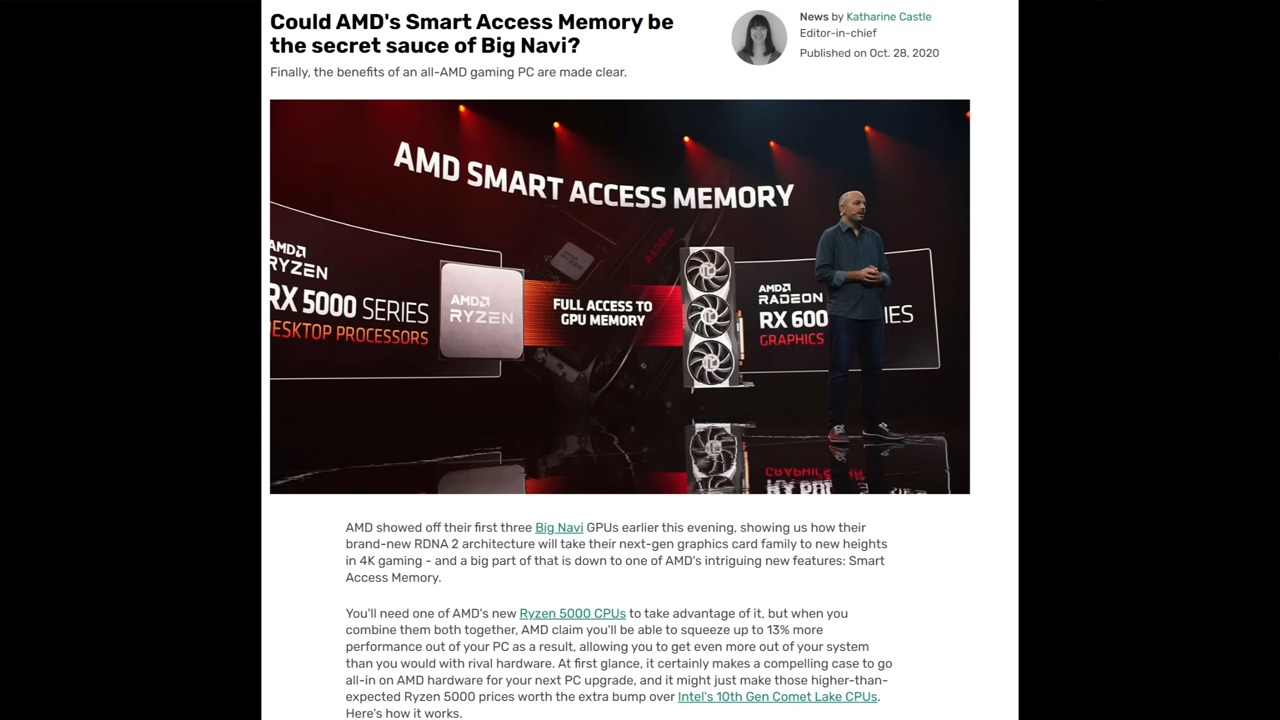 Could AMD's Smart Access Memory be
the secret sauce of Big Navi?
Finally, the benefits of an all-AMD gaming PC are made clear.
News by Katharine Castle
Editor-in-chief
Published on Oct. 28, 2020
AMD SMART ACCESS MEMORY
AMD
RYZEN
RX 5000 SERIES
ESKTOP PROCESSORS
AMD
RYZEN
FULL ACCESS TO
GPU MEMORY
RADEON
AMD
RADEON
RX 600 IES
GRAPHICS
AMD showed off their first three Big Navi GPUs earlier this evening, showing us how their
brand-new RDNA 2 architecture will take their next-gen graphics card family to new heights
in 4K gaming - and a big part of that is down to one of AMD's intriguing new features: Smart
Access Memory.
You'll need one of AMD's new Ryzen 5000 CPUs to take advantage of it, but when you
combine them both together, AMD claim you'll be able to squeeze up to 13% more
performance out of your PC as a result, allowing you to get even more out of your system
than you would with rival hardware. At first glance, it certainly makes a compelling case to go
all-in on AMD hardware for your next PC upgrade, and it might just make those higher-than-
expected Ryzen 5000 prices worth the extra bump over Intel's 10th Gen Comet Lake CPUs.
Here's how it works.